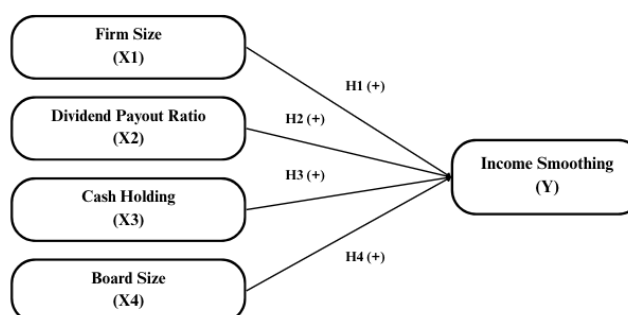 Firm Size
(X1)
H1 (+)
Dividend Payout Ratio
(X2)
H2 (+)
Income Smoothing
(Y)
Cash Holding
(X3)
H3 (+)
Board Size
(X4)
H4 (+)